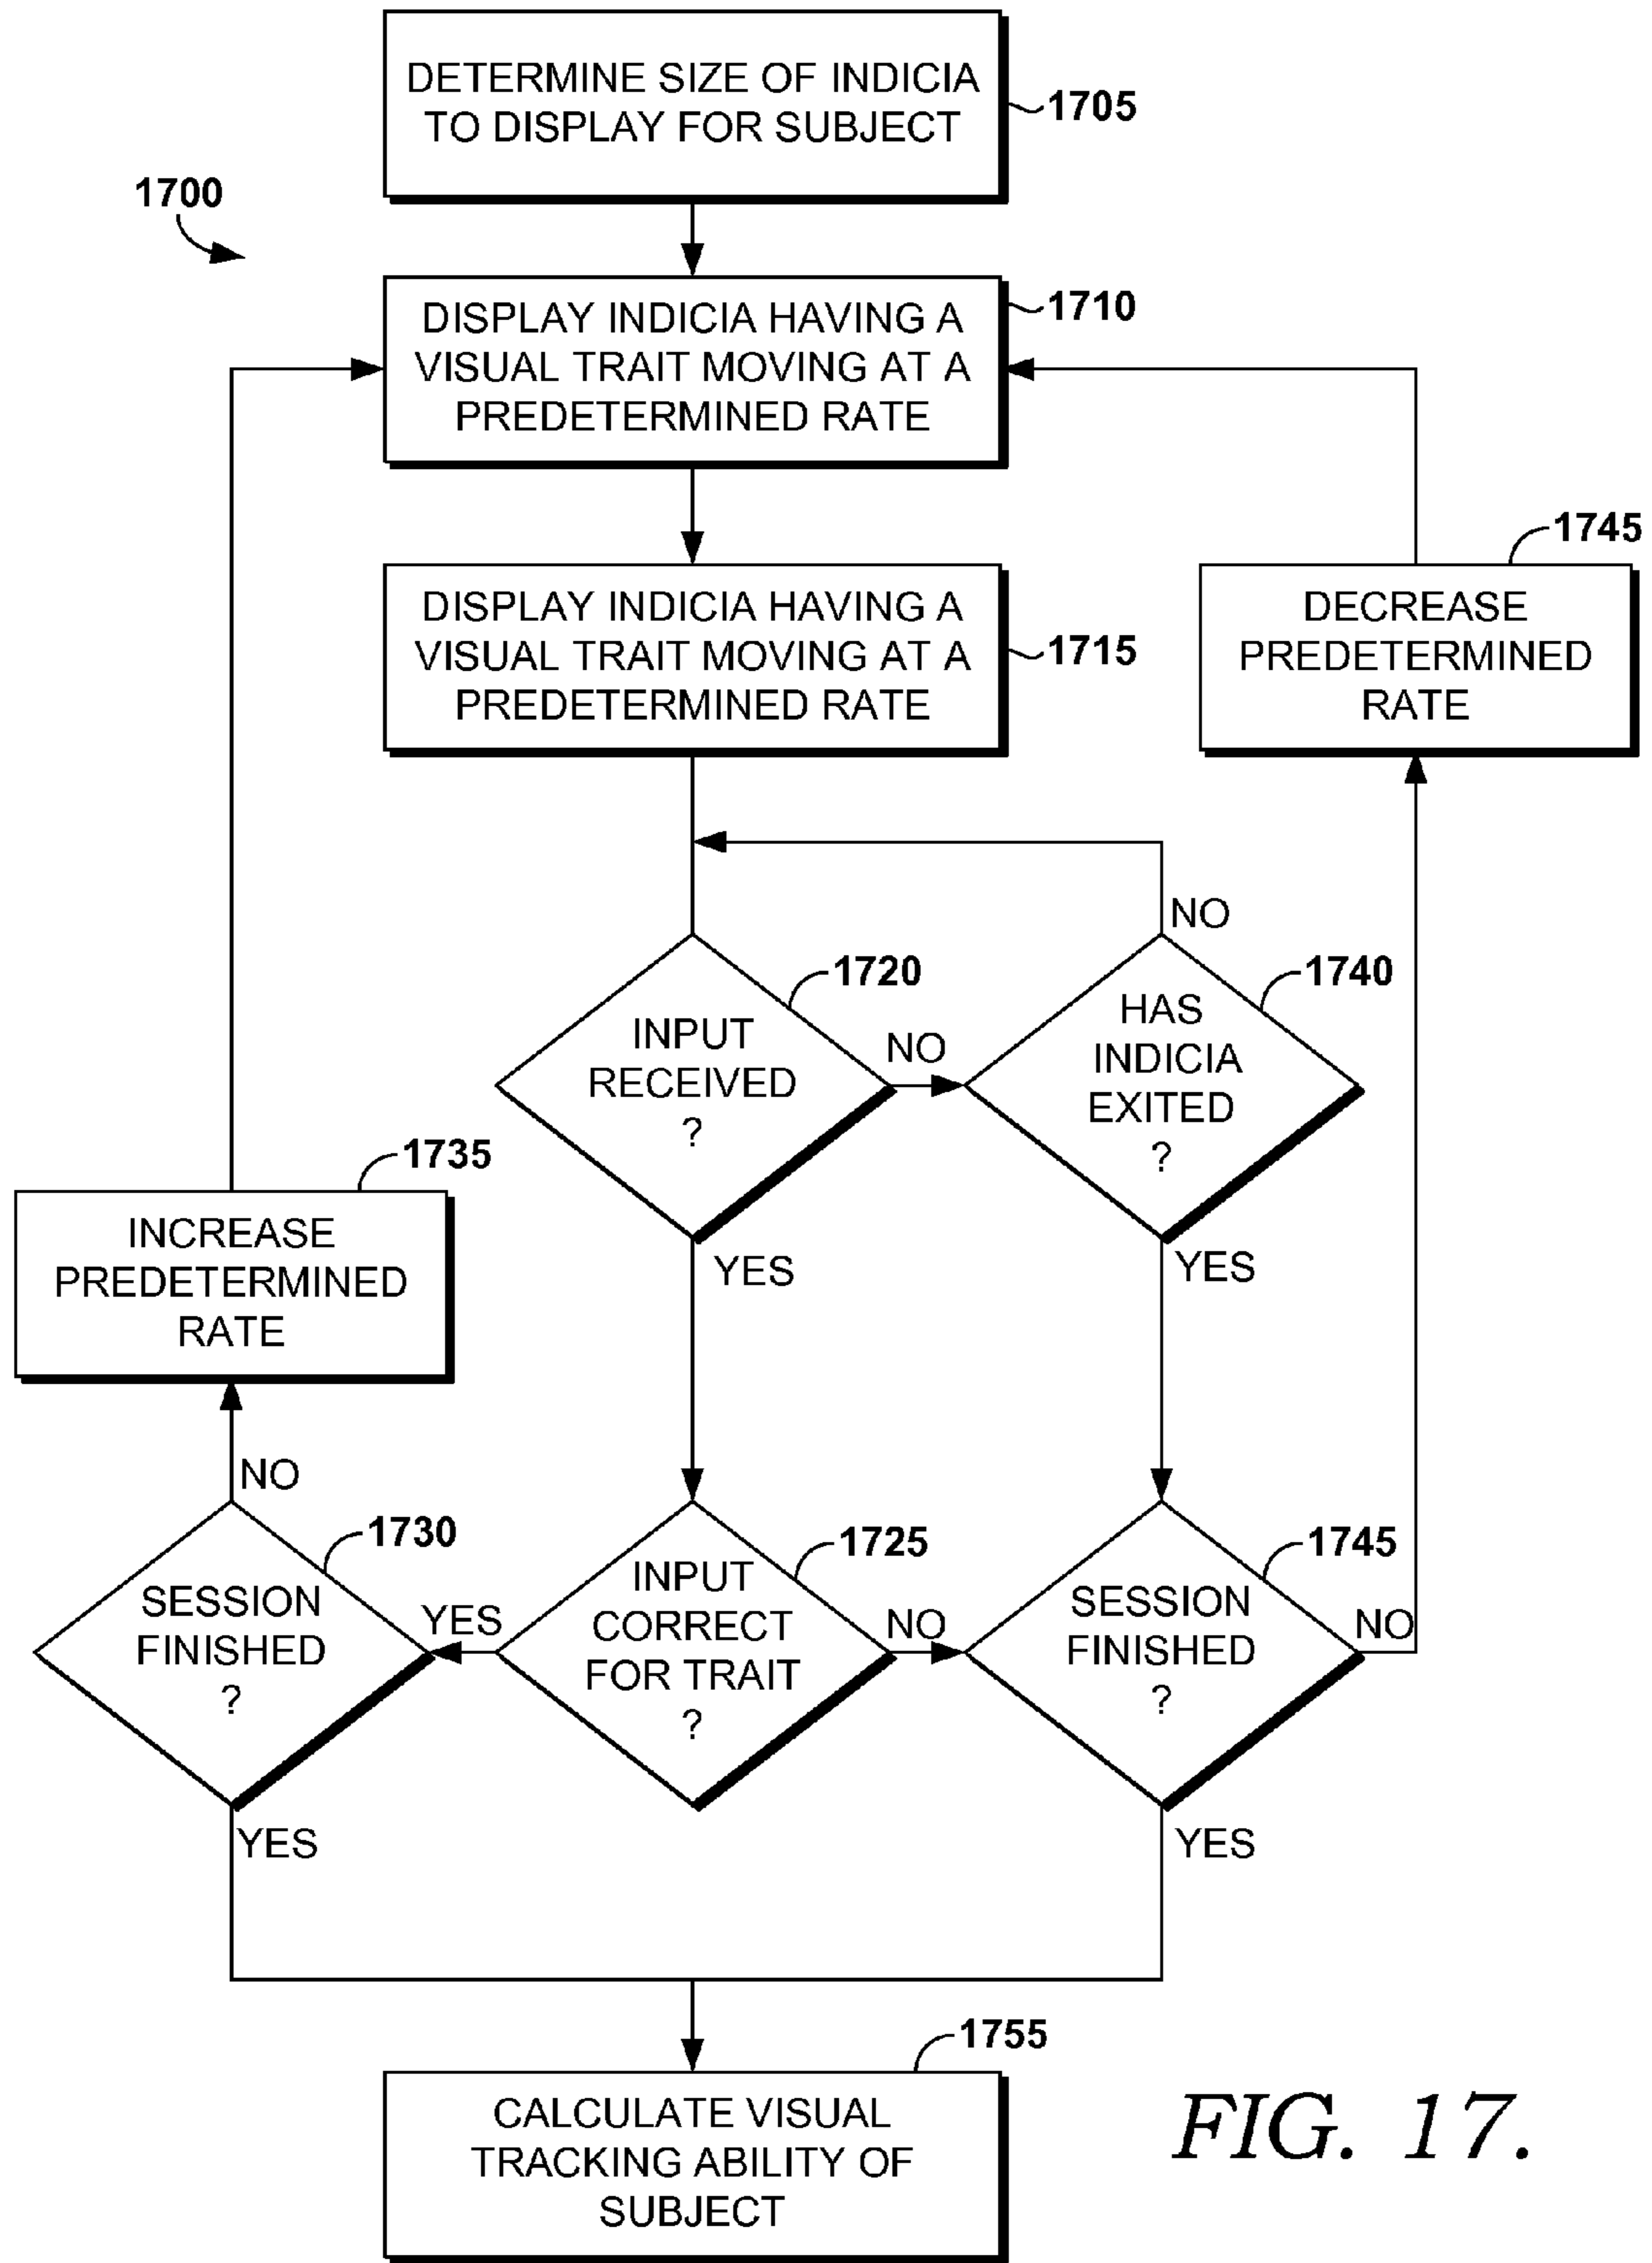 DETERMINE SIZE OF INDICIA
TO DISPLAY FOR SUBJECT
1705
1700
DISPLAY INDICIA HAVING A
VISUAL TRAIT MOVING AT A
PREDETERMINED RATE
1710
DISPLAY INDICIA HAVING A
VISUAL TRAIT MOVING AT A
PREDETERMINED RATE
1715
1745
DECREASE
PREDETERMINED
RATE
NO
1720
INPUT
RECEIVED
?
NO
1740
HAS
INDICIA
EXITED
?
YES
YES
1735
INCREASE
PREDETERMINED
RATE
NO
1730
SESSION
FINISHED
?
YES
1725
INPUT
CORRECT
FOR TRAIT
?
NO
1745
SESSION
FINISHED
?
NO
YES
YES
1755
CALCULATE VISUAL
TRACKING ABILITY OF
SUBJECT
FIG. 17.